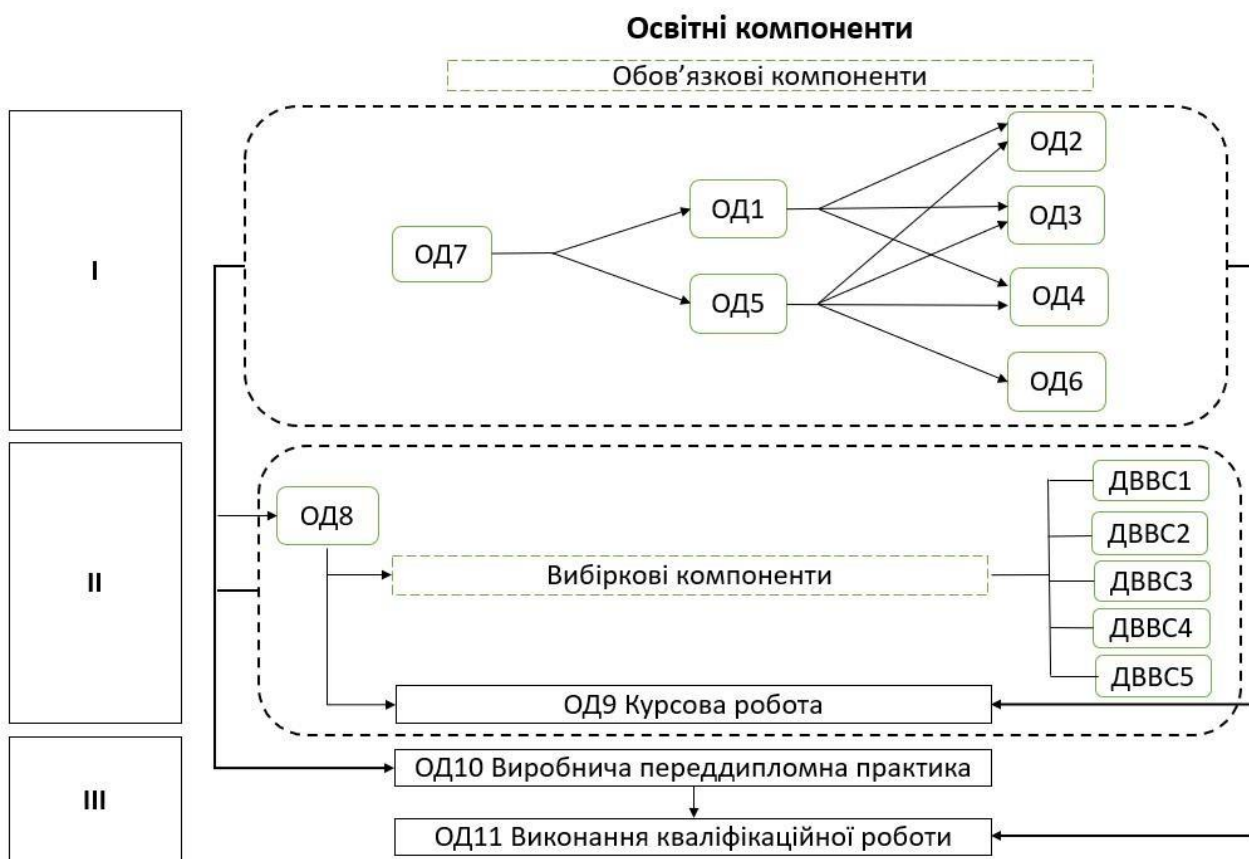 Освітні компоненти
Обов’язкові компоненти
I
ОД7
ОД1
ОД5
ОД2
ОД3
ОД4
ОД6
II
ОД8
Вибіркові компоненти
ДВВС1
ДВВС2
ДВВС3
ДВВС4
ДВВС5
ОД9 Курсова робота
III
ОД10 Виробнича переддипломна практика
ОД11 Виконання кваліфікаційної роботи